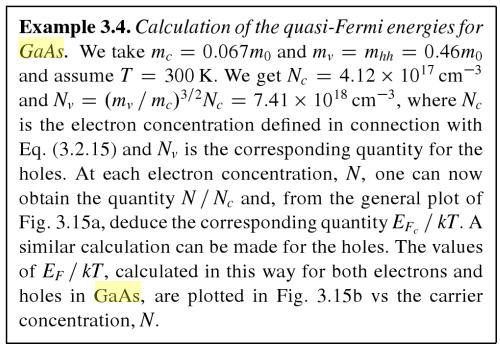 Example 3.4. Calculation of the quasi-Fermi energies for
GaAs. We take m_c = 0.067m_0 and m_v = m_hh = 0.46m_0
and assume T = 300 K. We get N_c = 4.12 × 10^17 cm^−3
and N_v = (m_v / m_c)^3/2 N_c = 7.41 × 10^18 cm^−3, where N_c
is the electron concentration defined in connection with
Eq. (3.2.15) and N_v is the corresponding quantity for the
holes. At each electron concentration, N, one can now
obtain the quantity N / N_c and, from the general plot of
Fig. 3.15a, deduce the corresponding quantity E_F_c / kT. A
similar calculation can be made for the holes. The values
of E_F / kT, calculated in this way for both electrons and
holes in GaAs, are plotted in Fig. 3.15b vs the carrier
concentration, N.